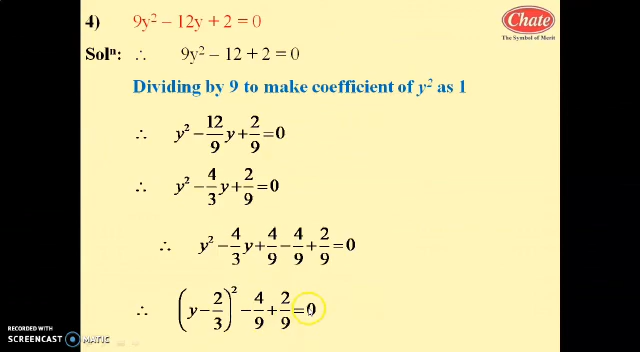 4) 9y² – 12y + 2 = 0
Chate
The Symbol of Merit
Solⁿ: ∴ 9y² – 12 + 2 = 0
Dividing by 9 to make coefficient of y² as 1
∴ y² – 12/9 y + 2/9 = 0
∴ y² – 4/3 y + 2/9 = 0
∴ y² – 4/3 y + 4/9 – 4/9 + 2/9 = 0
∴ (y – 2/3)² – 4/9 + 2/9 = 0
RECORDED WITH
SCREENCAST MATIC